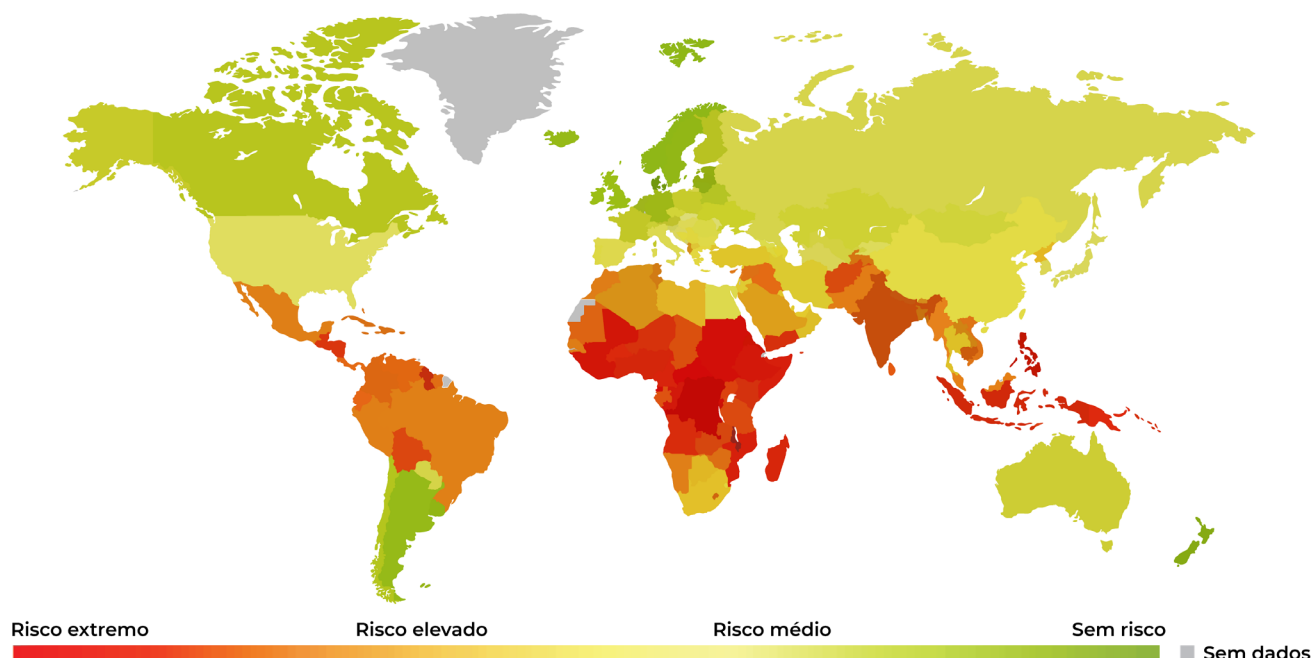 Risco extremo
Risco elevado
Risco médio
Sem risco
Sem dados